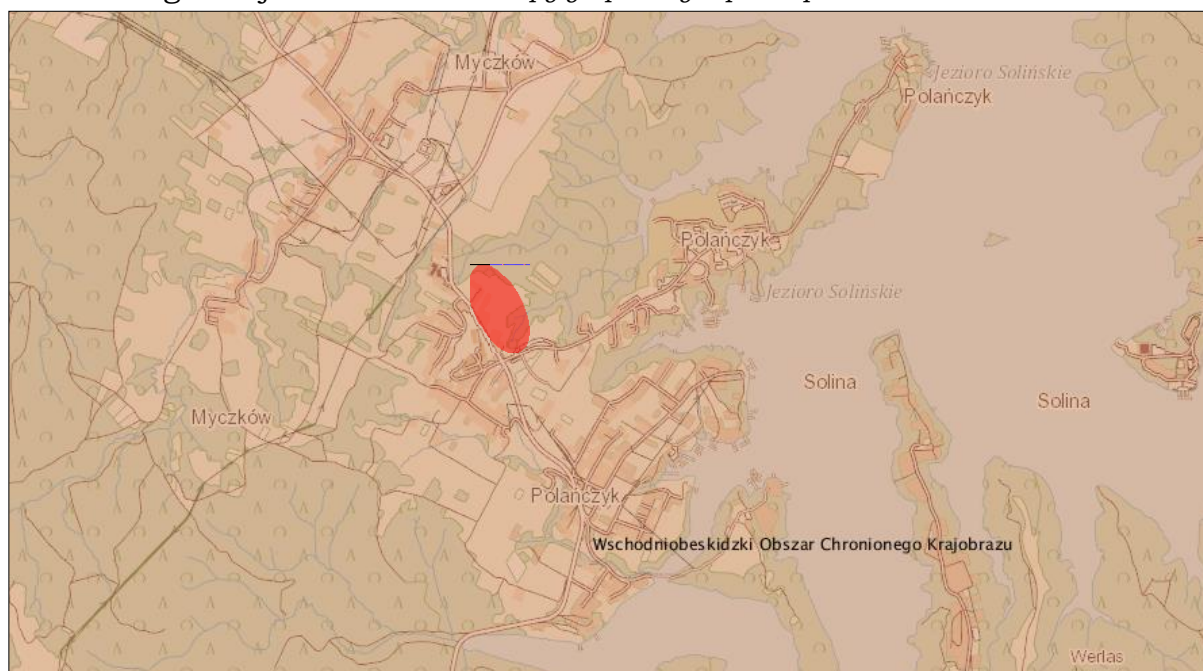 Myczków
Jezioro Solińskie
Polańczyk
Polańczyk
Jezioro Solińskie
Solina
Solina
Myczków
Polańczyk
Wschodniobeskidzki Obszar Chronionego Krajobrazu
Werlas